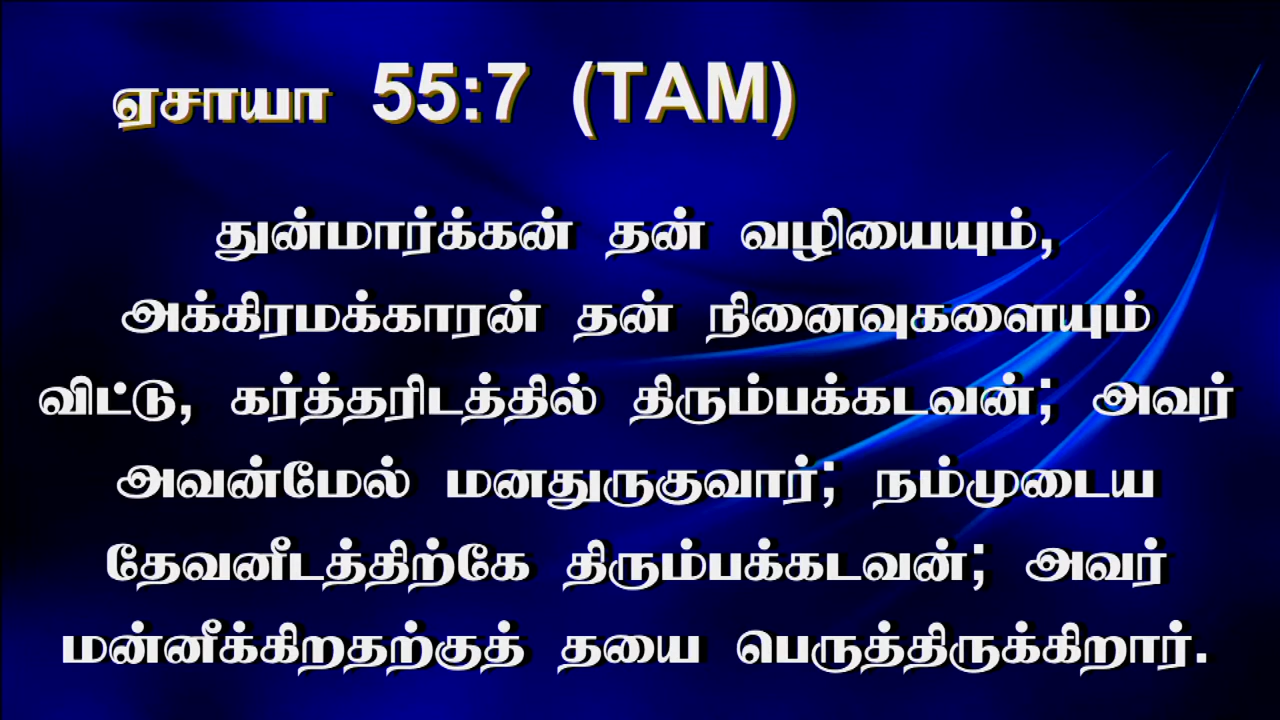 ஏசாயா 55:7 (TAM)
துன்மார்க்கன் தன் வழியையும்,
அக்கிரமக்காரன் தன் நினைவுகளையும்
விட்டு, கர்த்தரிடத்தில் திரும்பக்கடவன்; அவர்
அவன்மேல் மனதுருகுவார்; நம்முடைய
தேவனீடத்திற்கே திரும்பக்கடவன்; அவர்
மன்னீக்கிறதற்குத் தயை பெருத்திருக்கிறார்.